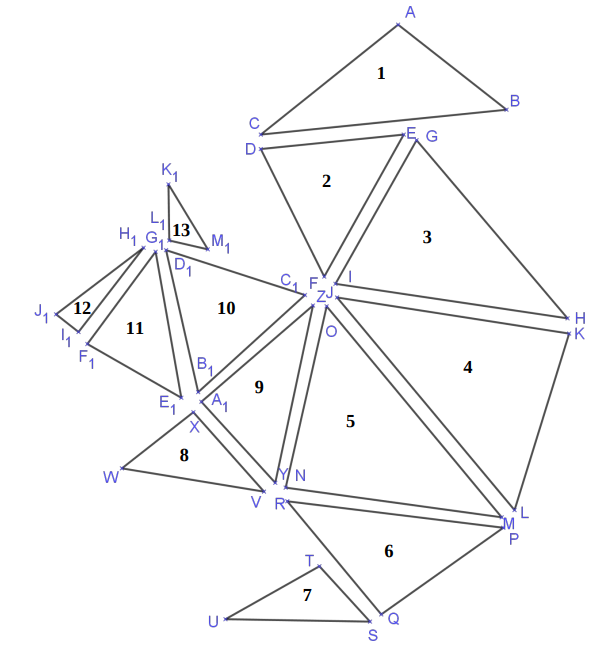 A
1
B
C
D
E G
K₁
2
L₁
13
M₁
3
H₁ G₁
D₁
C₁ F I
Z J
H
J₁ 12
10
O
K
I₁
11
F₁
B₁
4
E₁ A₁
9
X
5
8
W
Y N
V R
L
M
P
6
T
7
U
Q
S